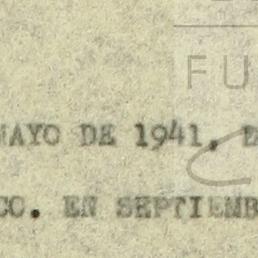 FU
MAYO DE 1941,
CO. EN SEPTIEMB